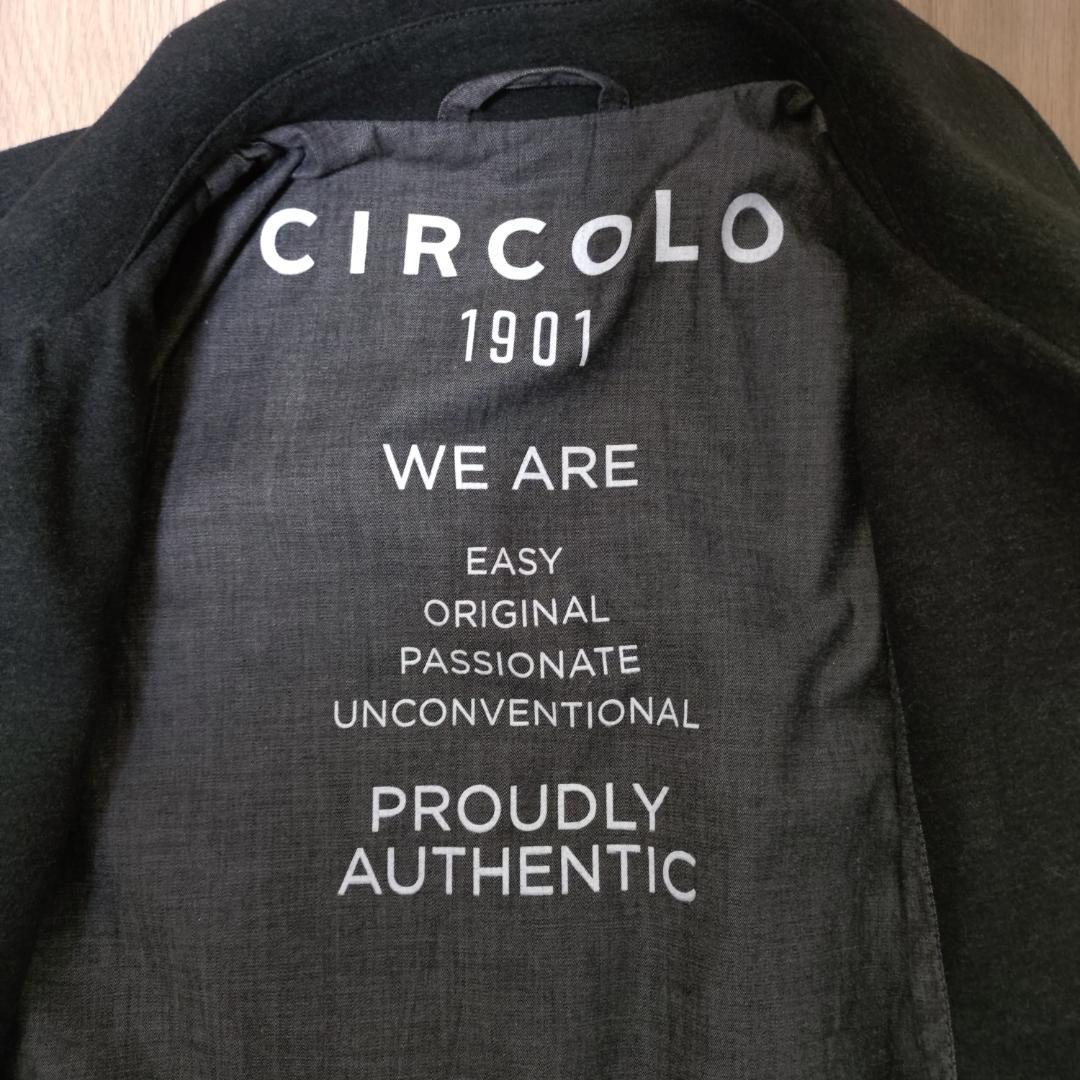 CIRCOLO
1901
WE ARE
EASY
ORIGINAL
PASSIONATE
UNCONVENTIONAL
PROUDLY
AUTHENTIC